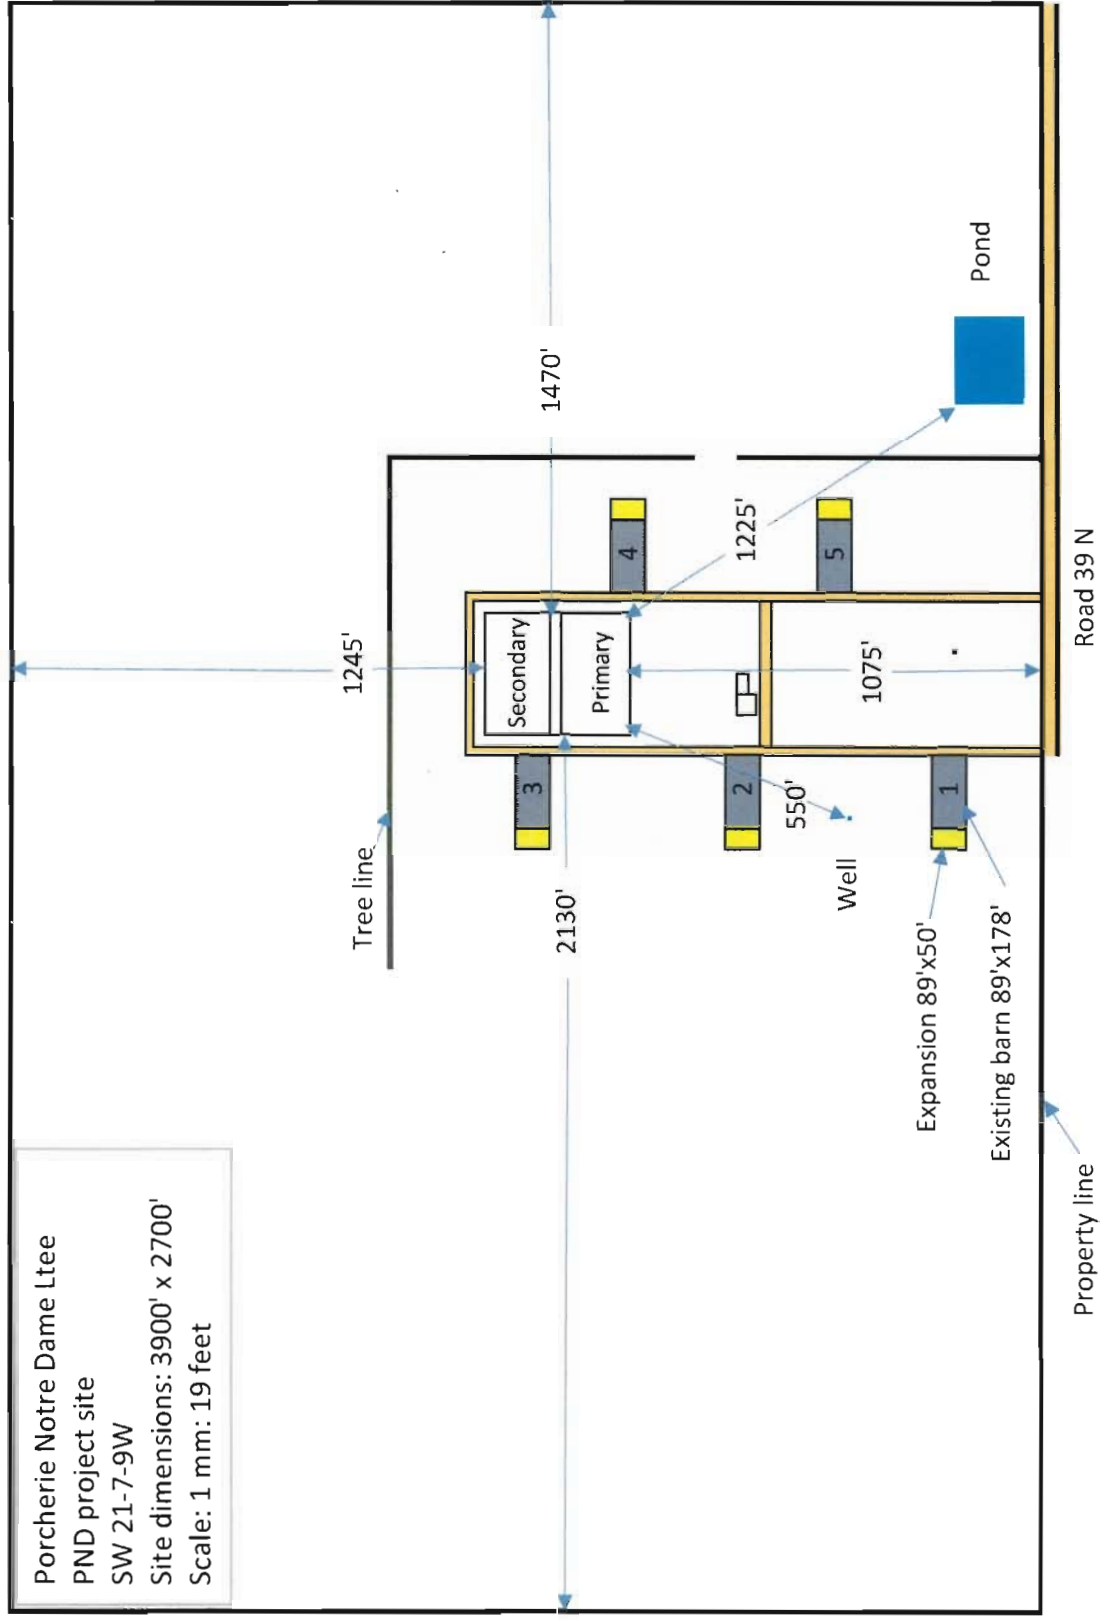 Porcherie Notre Dame Ltee
PND project site
SW 21-7-9W
Site dimensions: 3900' x 2700'
Scale: 1 mm: 19 feet
Tree line
1245'
1470'
2130'
Secondary
Primary
3
4
2
5
1
550'
1225'
1075'
Well
Pond
Expansion 89'x50'
Existing barn 89'x178'
Property line
Road 39 N